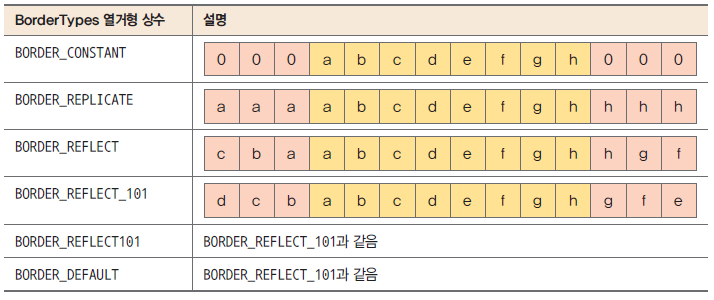 BorderTypes 열거형 상수 설명
BORDER_CONSTANT 0 0 0 a b c d e f g h 0 0 0
BORDER_REPLICATE a a a a b c d e f g h h h h
BORDER_REFLECT c b a a b c d e f g h h g f
BORDER_REFLECT_101 d c b a b c d e f g h g f e
BORDER_REFLECT101 BORDER_REFLECT_101과 같음
BORDER_DEFAULT BORDER_REFLECT_101과 같음